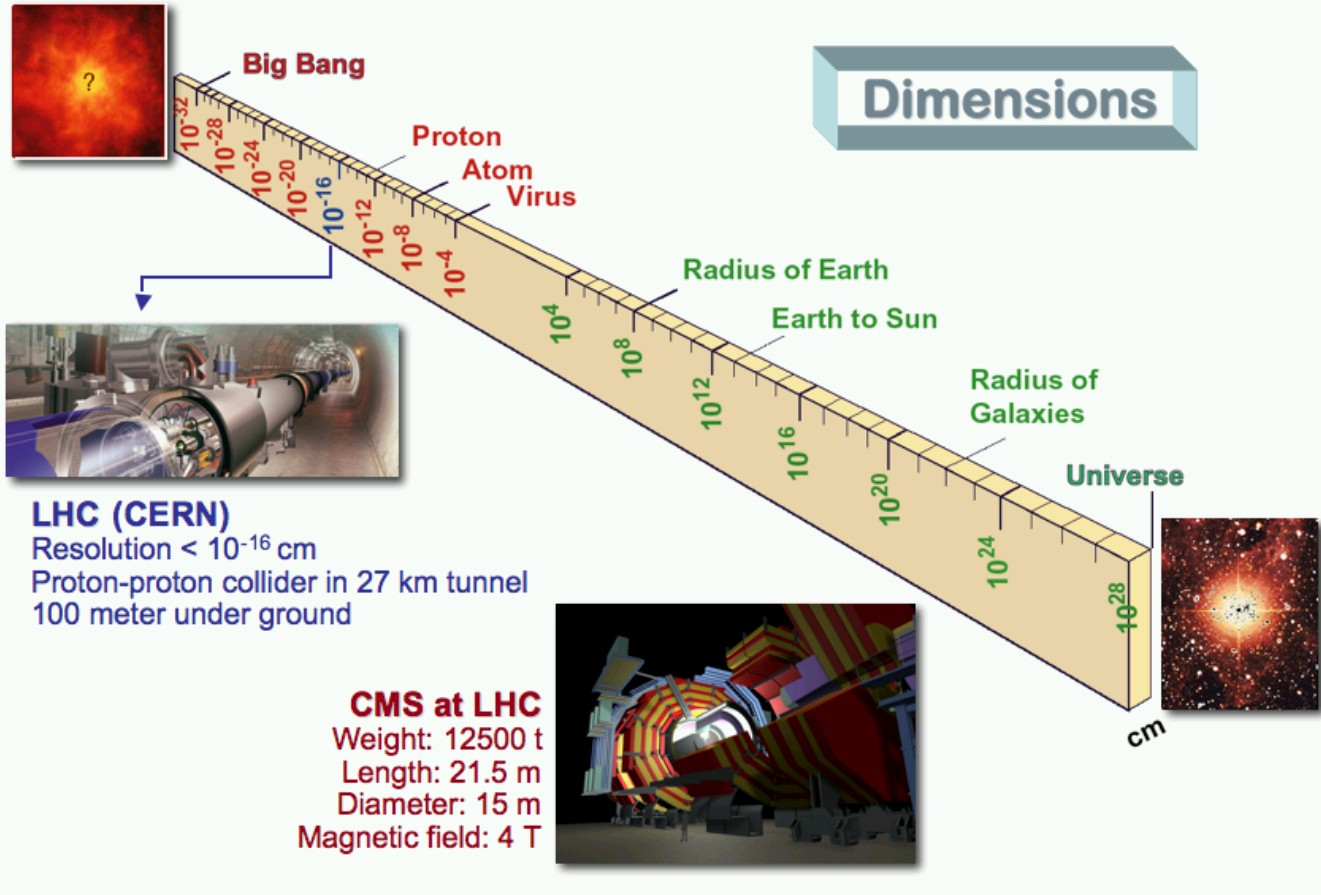 Dimensions
?
Big Bang
Proton
Atom
Virus
Radius of Earth
Earth to Sun
Radius of
Galaxies
Universe
10⁻³²
10⁻²⁸
10⁻²⁴
10⁻²⁰
10⁻¹⁶
10⁻¹²
10⁻⁸
10⁻⁴
10⁴
10⁸
10¹²
10¹⁶
10²⁰
10²⁴
10²⁸
cm
LHC (CERN)
Resolution < 10⁻¹⁶ cm
Proton-proton collider in 27 km tunnel
100 meter under ground
CMS at LHC
Weight: 12500 t
Length: 21.5 m
Diameter: 15 m
Magnetic field: 4 T